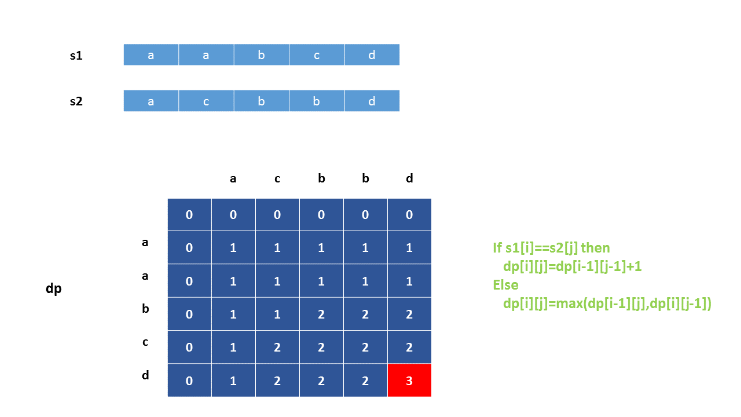 s1 a a b c d
s2 a c b b d
a c b b d
0 0 0 0 0 0
a 0 1 1 1 1 1
a 0 1 1 1 1 1
dp
b 0 1 1 2 2 2
c 0 1 2 2 2 2
d 0 1 2 2 2 3
If s1[i]==s2[j] then
dp[i][j]=dp[i-1][j-1]+1
Else
dp[i][j]=max(dp[i-1][j],dp[i][j-1])